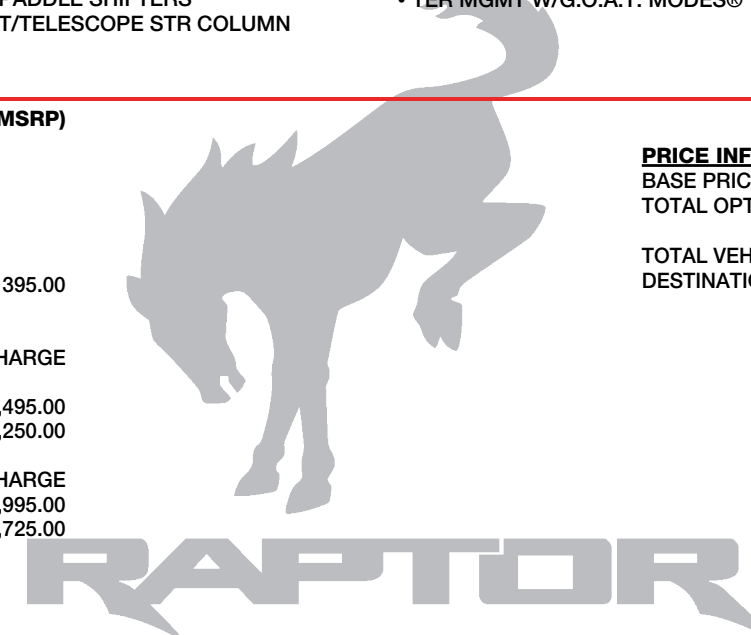 PADDLE SHIFTERS
T/TELESCOPE STR COLUMN
• TER MGMT W/G.O.A.T. MODES®
MSRP)
395.00
HARGE
,495.00
,250.00
HARGE
,995.00
,725.00
PRICE INF
BASE PRIC
TOTAL OPT
TOTAL VEH
DESTINATIO
RAPTOR